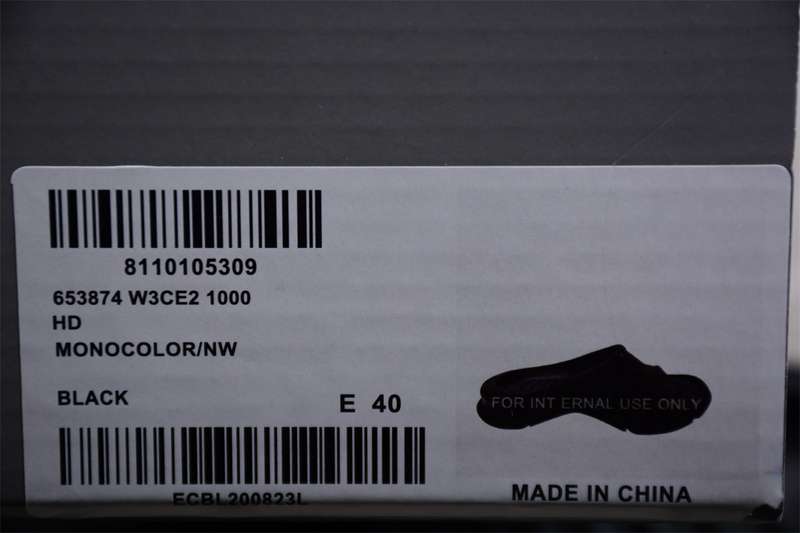 8110105309
653874 W3CE2 1000
HD
MONOCOLOR/NW
BLACK
E 40
FOR INT ERNAL USE ONLY
ECBL200823L
MADE IN CHINA